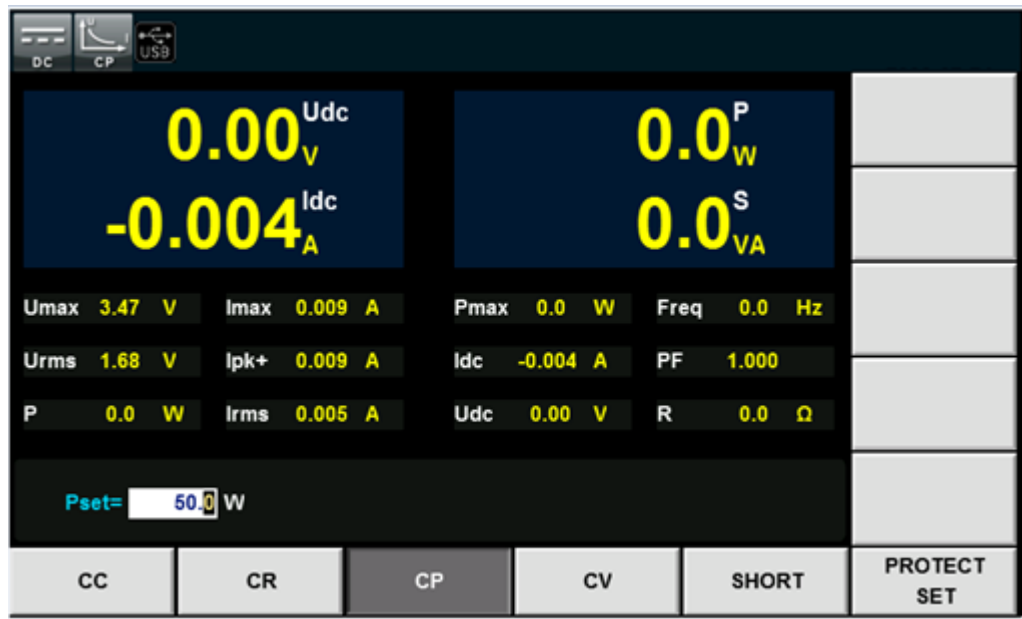 U I
DC CP USB
0.00 Udc V
-0.004 Idc A
0.0 P W
0.0 S VA
Umax 3.47 V Imax 0.009 A Pmax 0.0 W Freq 0.0 Hz
Urms 1.68 V Ipk+ 0.009 A Idc -0.004 A PF 1.000
P 0.0 W Irms 0.005 A Udc 0.00 V R 0.0 Ω
Pset= 50.0 W
CC CR CP CV SHORT PROTECT
SET